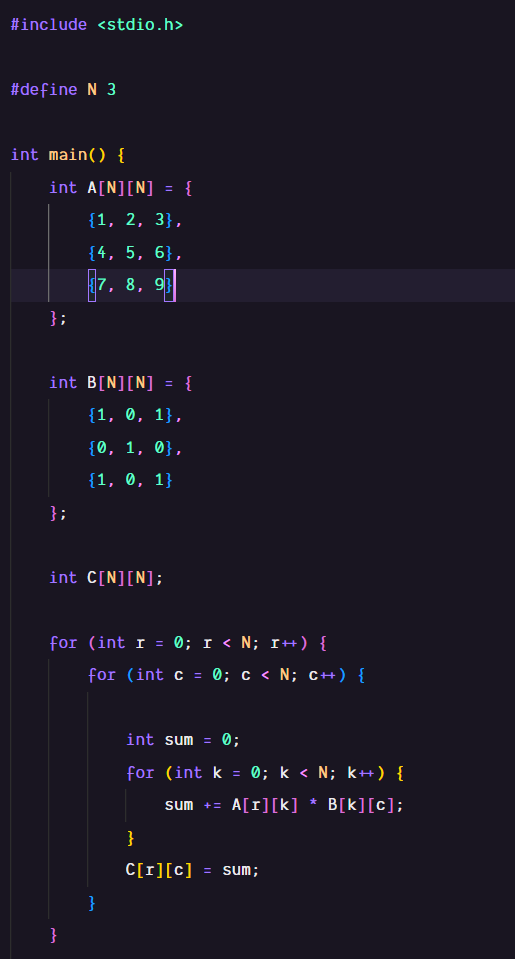 #include <stdio.h>
#define N 3
int main() {
    int A[N][N] = {
        {1, 2, 3},
        {4, 5, 6},
        {7, 8, 9}
    };
    int B[N][N] = {
        {1, 0, 1},
        {0, 1, 0},
        {1, 0, 1}
    };
    int C[N][N];
    for (int r = 0; r < N; r++) {
        for (int c = 0; c < N; c++) {
            int sum = 0;
            for (int k = 0; k < N; k++) {
                sum += A[r][k] * B[k][c];
            }
            C[r][c] = sum;
        }
    }